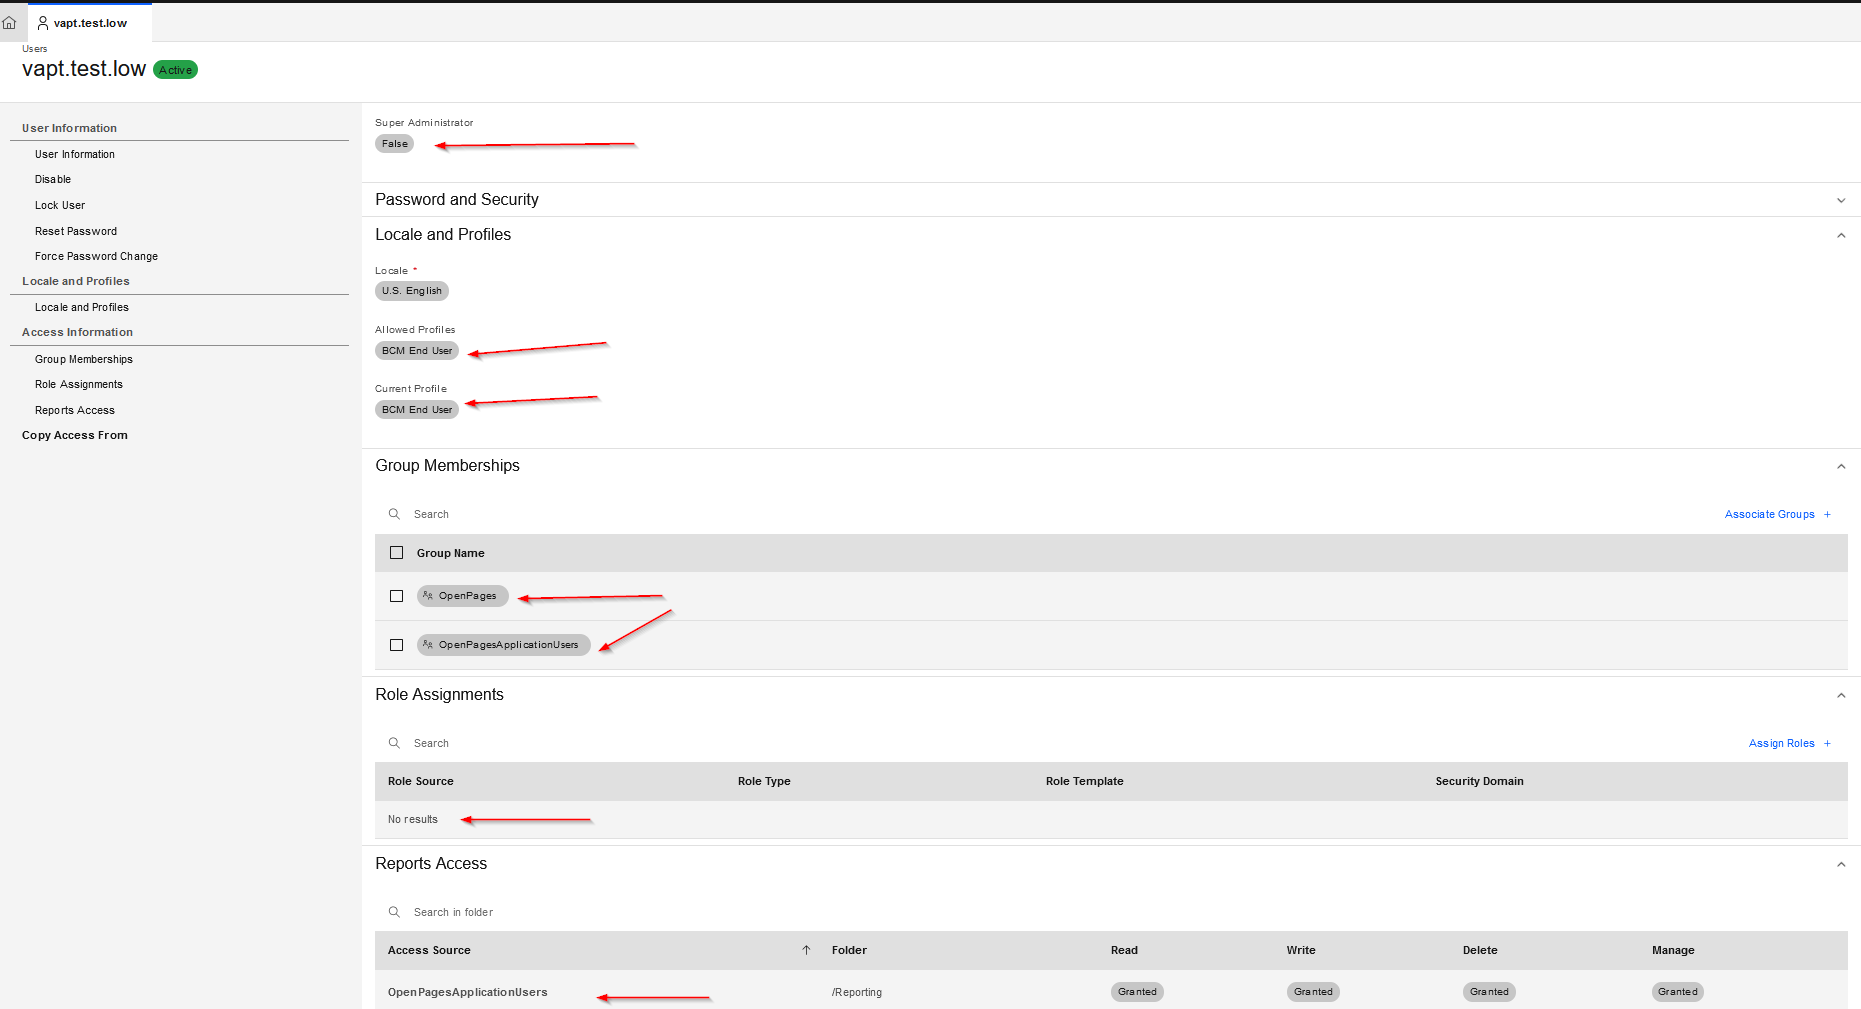 vapt.test.low
Users
vapt.test.low Active
User Information
User Information
Disable
Lock User
Reset Password
Force Password Change
Locale and Profiles
Locale and Profiles
Access Information
Group Memberships
Role Assignments
Reports Access
Copy Access From
Super Administrator
False
Password and Security
Locale and Profiles
Locale *
U.S. English
Allowed Profiles
BCM End User
Current Profile
BCM End User
Group Memberships
Search
Associate Groups +
Group Name
OpenPages
OpenPagesApplicationUsers
Role Assignments
Search
Assign Roles +
Role Source Role Type Role Template Security Domain
No results
Reports Access
Search in folder
Access Source Folder Read Write Delete Manage
OpenPagesApplicationUsers /Reporting Granted Granted Granted Granted